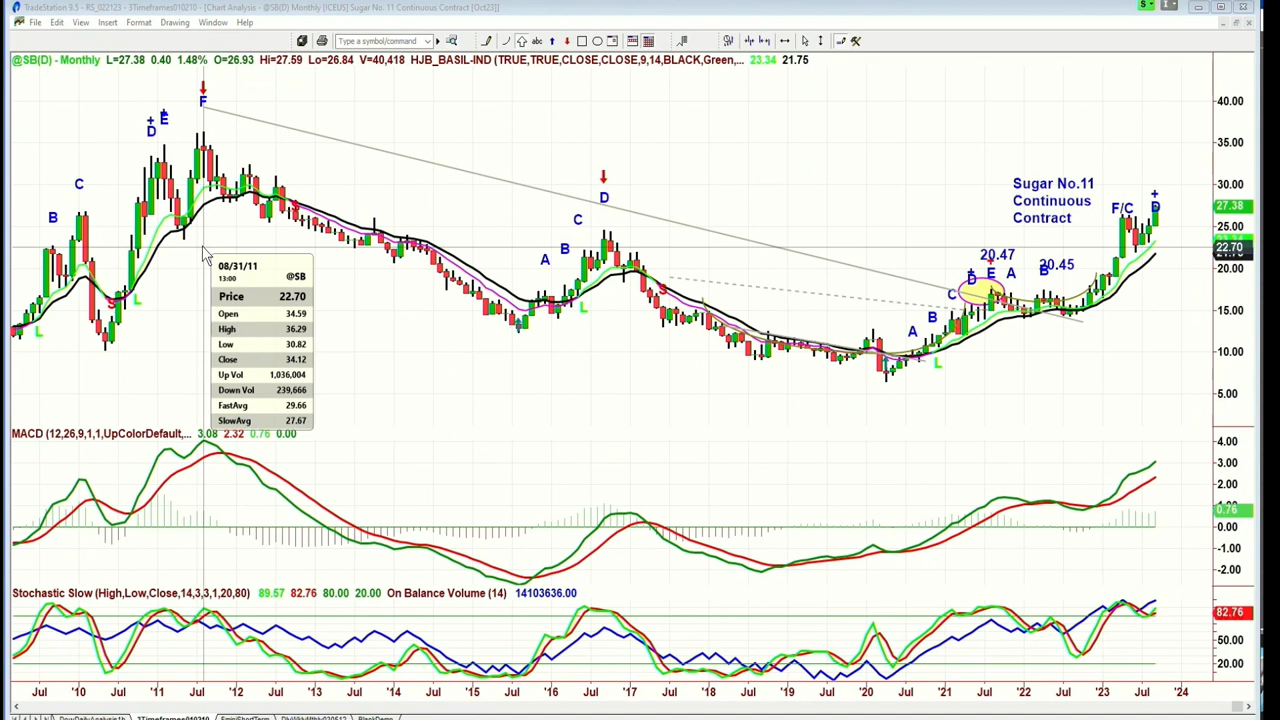 TradeStation 9.5 - RS_022123 - 3Timeframes010210 - [Chart Analysis - @SB(D) Monthly [ICEUS] Sugar No. 11 Continuous Contract [Oct23]]
File Edit View Insert Format Drawing Window Help
Type a symbol/command
abc
@SB(D) - Monthly L=27.38 0.40 1.48% O=26.93 Hi=27.59 Lo=26.84 V=40,418 HJB_BASIL-IND (TRUE,TRUE,CLOSE,CLOSE,9,14,BLACK,Green,... 23.34 21.75
40.00
35.00
30.00
25.00
20.00
15.00
10.00
5.00
27.38
22.70
F
+ E
+ D
C
B
L
S
L
S
D
C
B
A
L
S
Sugar No.11
Continuous
Contract
+
F/C D
20.47
20.45
+ D E A B
C
B
A
L
08/31/11
13:00 @SB
Price 22.70
Open 34.59
High 36.29
Low 30.82
Close 34.12
Up Vol 1,036,004
Down Vol 239,666
FastAvg 29.66
SlowAvg 27.67
MACD (12,26,9,1,1,UpColorDefault,... 3.08 2.32 0.76 0.00
4.00
3.00
2.00
0.76
0.00
-1.00
-2.00
Stochastic Slow (High,Low,Close,14,3,3,1,20,80) 89.57 82.76 80.00 20.00 On Balance Volume (14) 14103636.00
82.76
50.00
20.00
Jul '10 Jul '11 Jul '12 Jul '13 Jul '14 Jul '15 Jul '16 Jul '17 Jul '18 Jul '19 Jul '20 Jul '21 Jul '22 Jul '23 Jul '24
3Timeframes010210